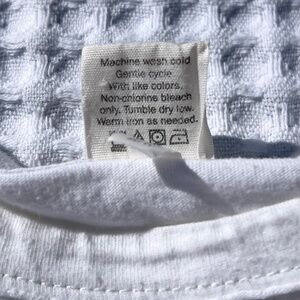 Machine wash cold
Gentle cycle
With like colors.
Non-chlorine bleach
only. Tumble dry low.
Warm iron as needed.